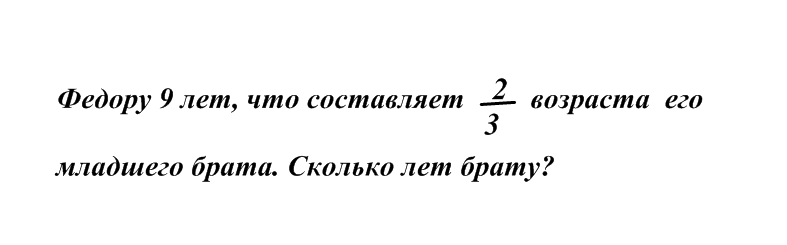 Федору 9 лет, что составляет 2/3 возраста его
младшего брата. Сколько лет брату?